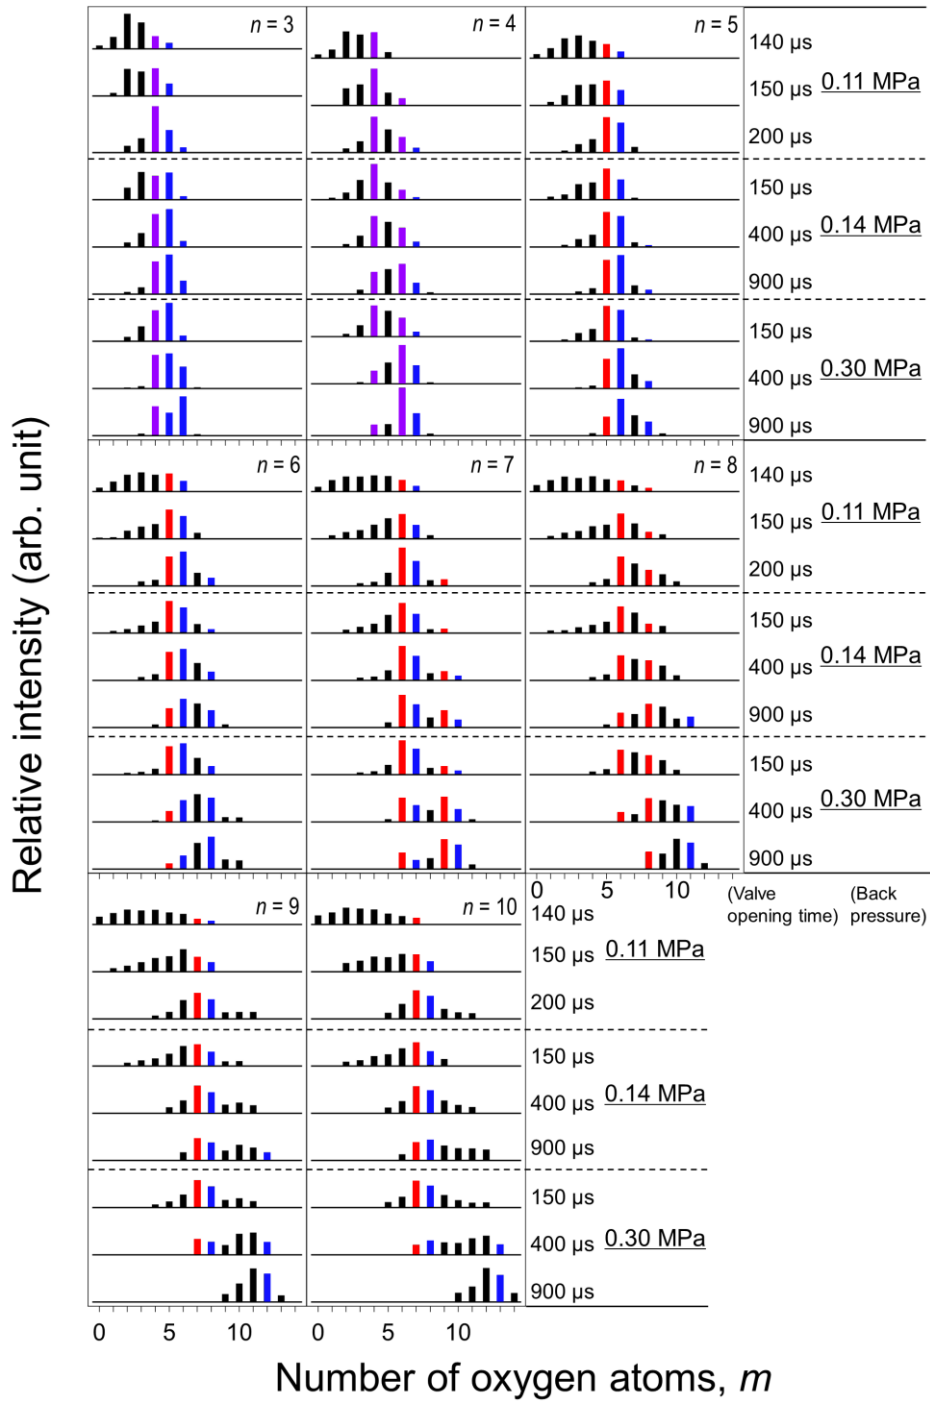 n = 3
n = 4
n = 5
140 µs
150 µs 0.11 MPa
200 µs
150 µs
400 µs 0.14 MPa
900 µs
150 µs
400 µs 0.30 MPa
900 µs
n = 6
n = 7
n = 8
140 µs
150 µs 0.11 MPa
200 µs
150 µs
400 µs 0.14 MPa
900 µs
150 µs
400 µs 0.30 MPa
900 µs
0 5 10
(Valve opening time)
(Back pressure)
n = 9
n = 10
140 µs
150 µs 0.11 MPa
200 µs
150 µs
400 µs 0.14 MPa
900 µs
150 µs
400 µs 0.30 MPa
900 µs
0 5 10
0 5 10
Number of oxygen atoms, m
Relative intensity (arb. unit)